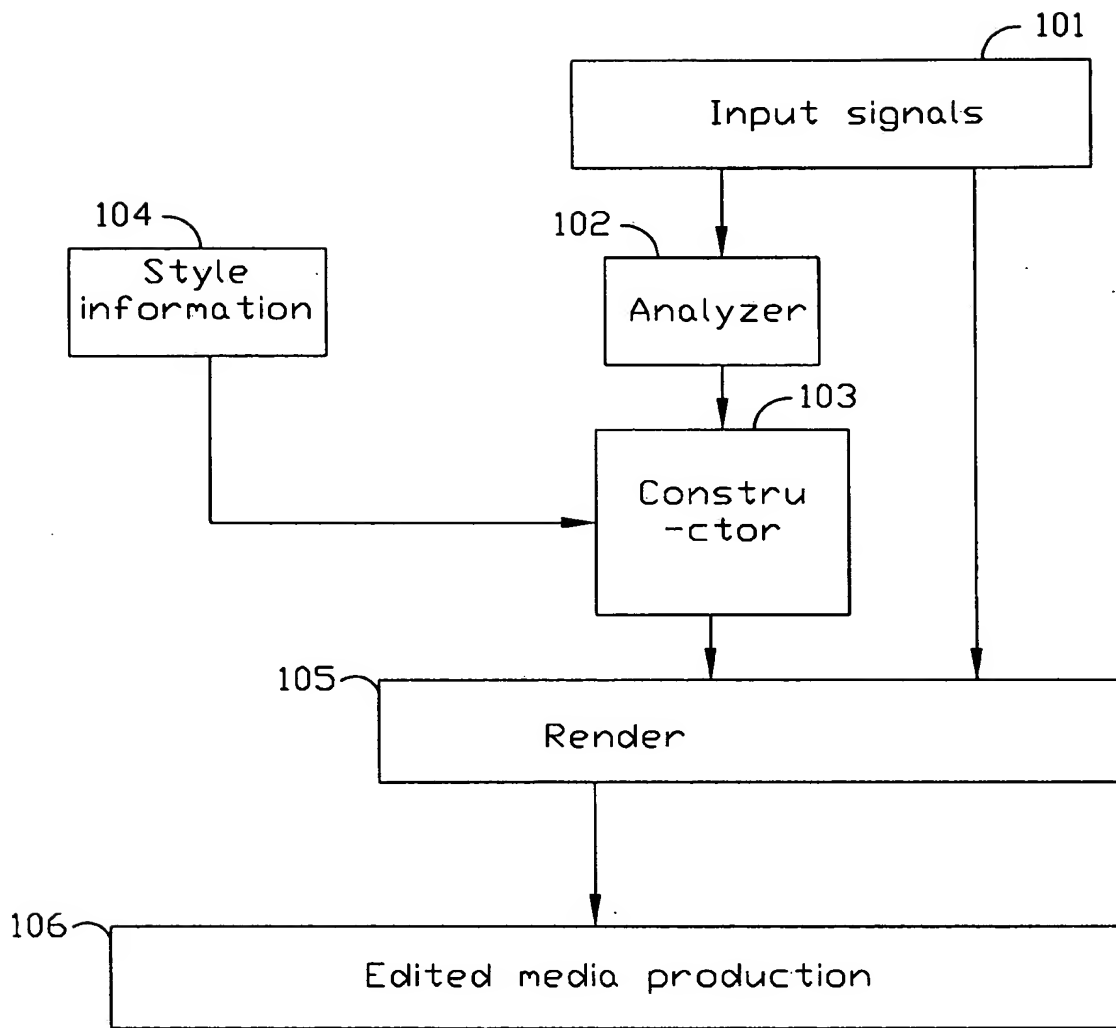 101
Input signals
104
Style
information
102
Analyzer
103
Constru
-ctor
105
Render
106
Edited media production